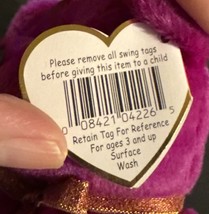 Please remove all swing tags
before giving this item to a child
0 08421 04226 5
Retain Tag For Reference
For ages 3 and up
Surface
Wash